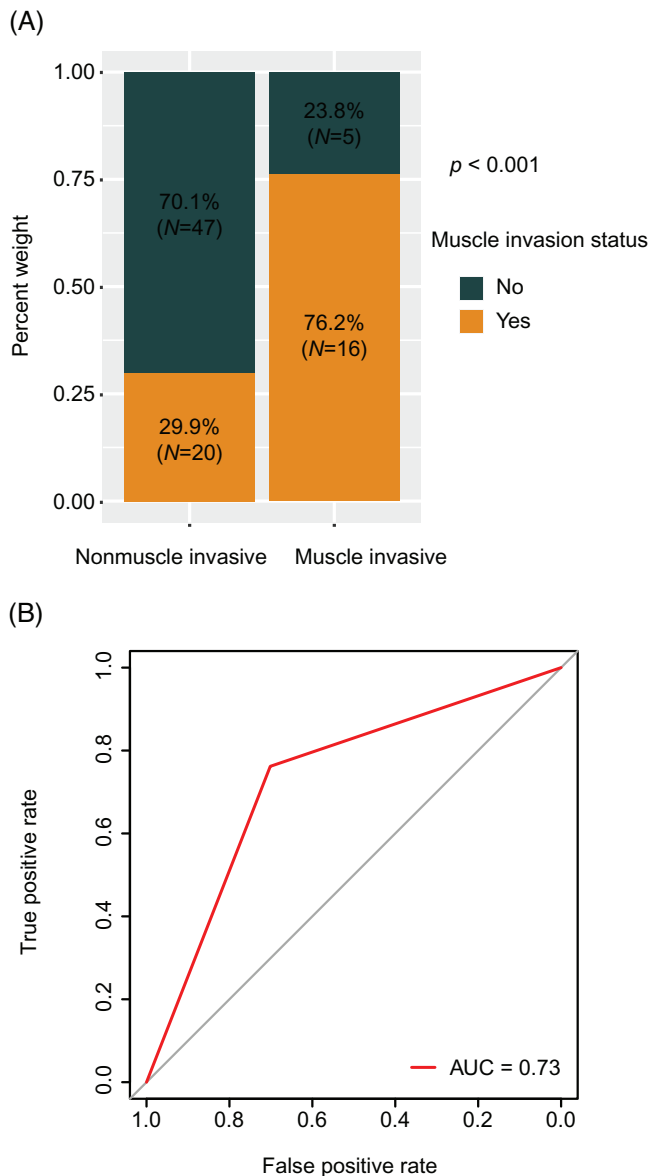 (A)
1.00
0.75
0.50
0.25
0.00
Percent weight
70.1%
(N=47)
29.9%
(N=20)
23.8%
(N=5)
76.2%
(N=16)
Nonmuscle invasive
Muscle invasive
p < 0.001
Muscle invasion status
No
Yes
(B)
1.0
0.8
0.6
0.4
0.2
0.0
True positive rate
AUC = 0.73
1.0 0.8 0.6 0.4 0.2 0.0
False positive rate